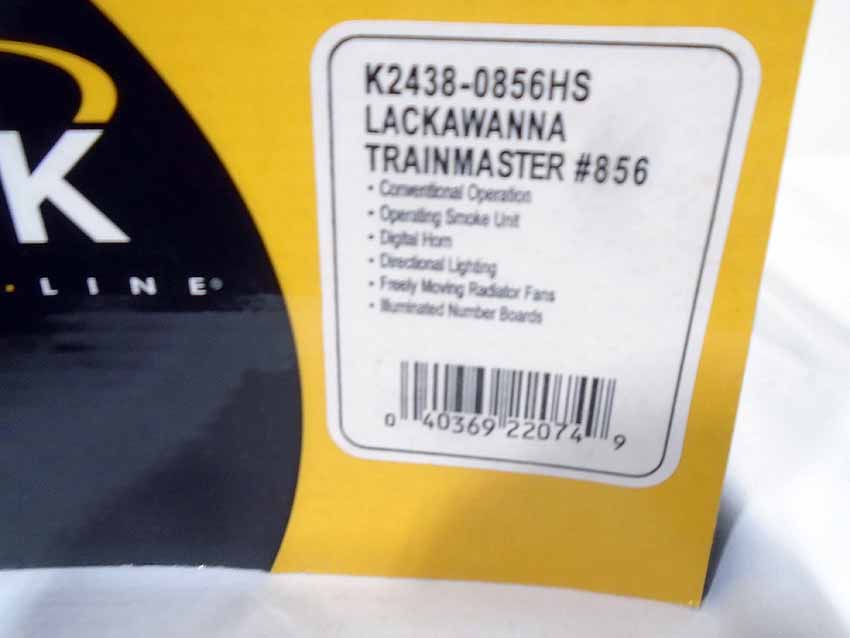 K
LINE®
K2438-0856HS
LACKAWANNA
TRAINMASTER #856
• Conventional Operation
• Operating Smoke Unit
• Digital Horn
• Directional Lighting
• Freely Moving Radiator Fans
• Illuminated Number Boards
0 40369 22074 9